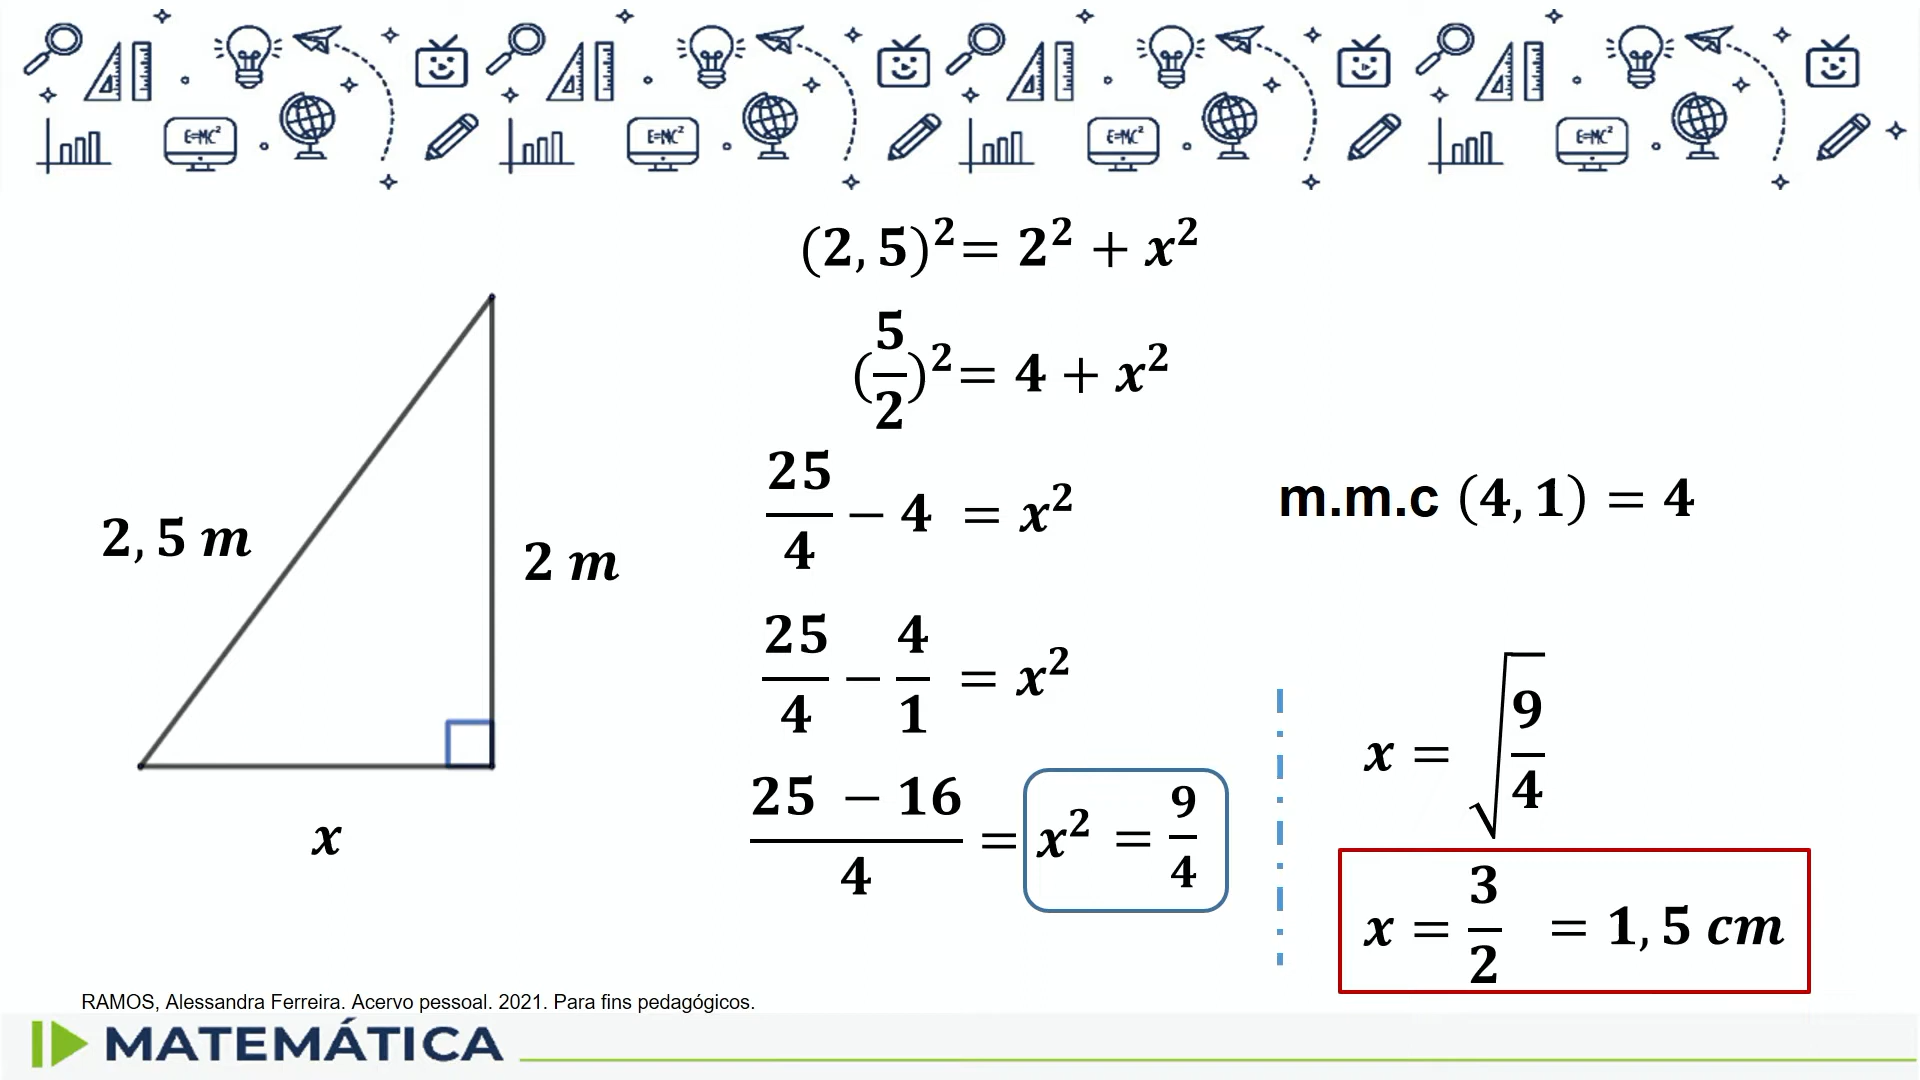 E=MC² E=MC² E=MC² E=MC²
(2,5)² = 2² + x²
(5/2)² = 4 + x²
25/4 − 4 = x²
m.m.c (4,1) = 4
2,5 m
2 m
25/4 − 4/1 = x²
x = √(9/4)
(25 − 16)/4 = x² = 9/4
x
x = 3/2 = 1,5 cm
RAMOS, Alessandra Ferreira. Acervo pessoal. 2021. Para fins pedagógicos.
MATEMÁTICA